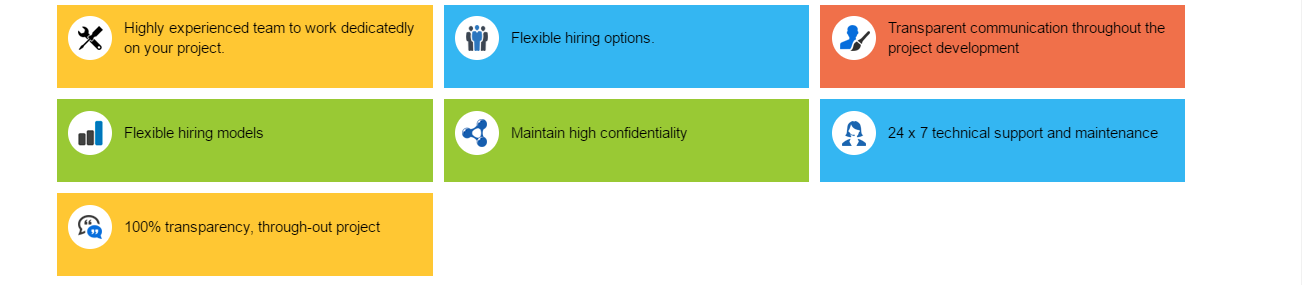 Highly experienced team to work dedicatedly
on your project.
Flexible hiring options.
Transparent communication throughout the
project development
Flexible hiring models
Maintain high confidentiality
24 x 7 technical support and maintenance
100% transparency, through-out project